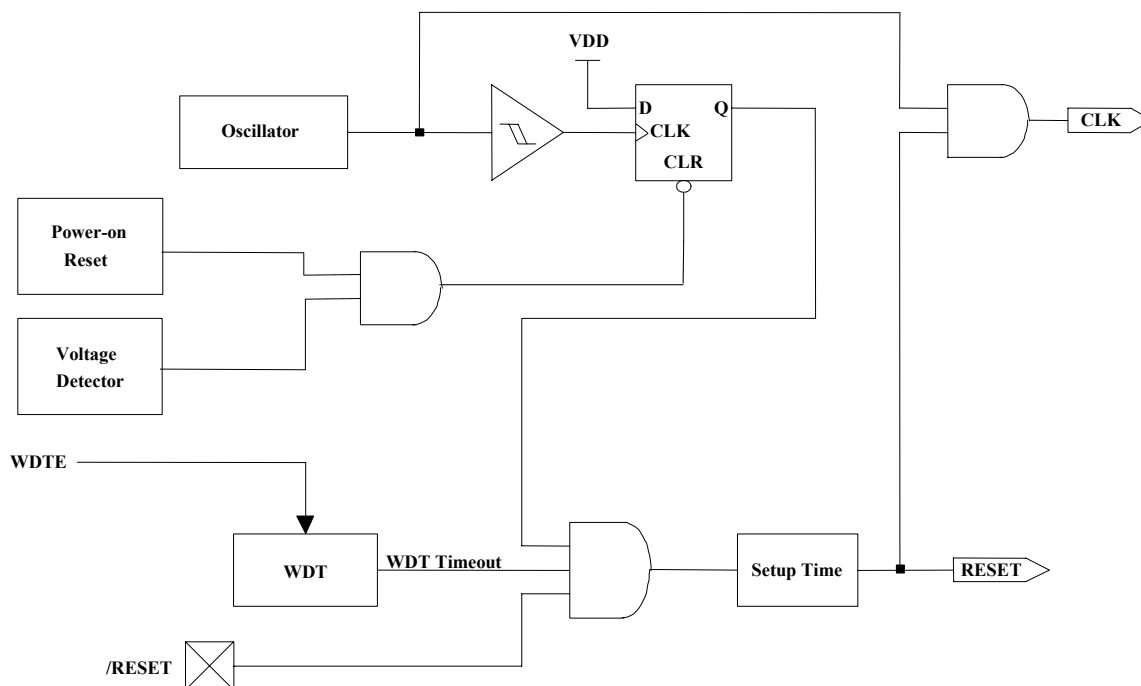 VDD
Oscillator
D
Q
CLK
CLR
CLK
Power-on
Reset
Voltage
Detector
WDTE
WDT
WDT Timeout
Setup Time
RESET
/RESET